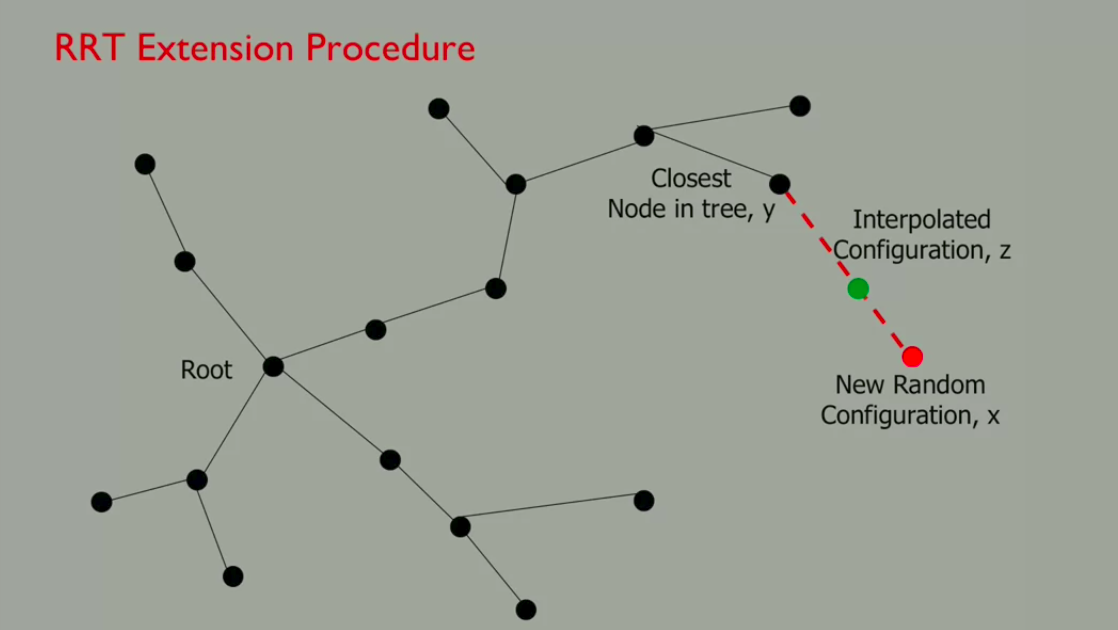 RRT Extension Procedure
Closest
Node in tree, y
Interpolated
Configuration, z
Root
New Random
Configuration, x